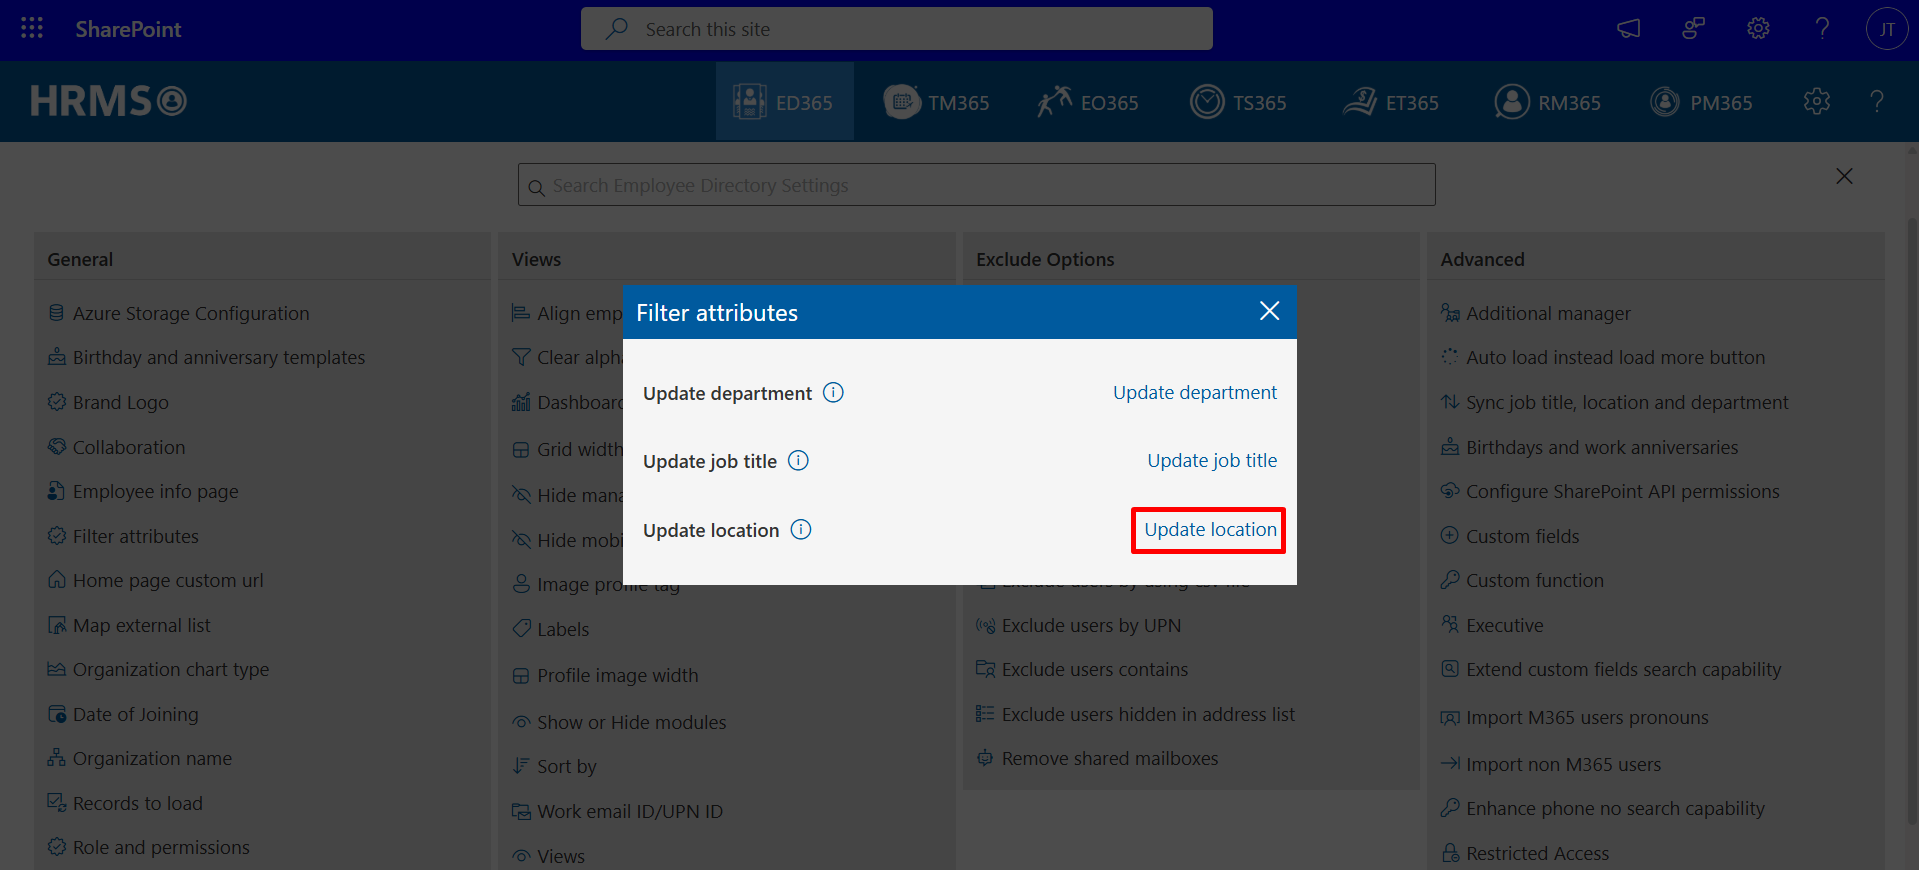 SharePoint
Search this site
JT
HRMS
ED365
TM365
EO365
TS365
ET365
RM365
PM365
Search Employee Directory Settings
General
Azure Storage Configuration
Birthday and anniversary templates
Brand Logo
Collaboration
Employee info page
Filter attributes
Home page custom url
Map external list
Organization chart type
Date of Joining
Organization name
Records to load
Role and permissions
Views
Align emp
Clear alph
Dashboard
Grid width
Hide mana
Hide mobi
Image profile tag
Labels
Profile image width
Show or Hide modules
Sort by
Work email ID/UPN ID
Views
Exclude Options
Exclude users by using csv file
Exclude users by UPN
Exclude users contains
Exclude users hidden in address list
Remove shared mailboxes
Advanced
Additional manager
Auto load instead load more button
Sync job title, location and department
Birthdays and work anniversaries
Configure SharePoint API permissions
Custom fields
Custom function
Executive
Extend custom fields search capability
Import M365 users pronouns
Import non M365 users
Enhance phone no search capability
Restricted Access
Filter attributes
Update department
Update department
Update job title
Update job title
Update location
Update location